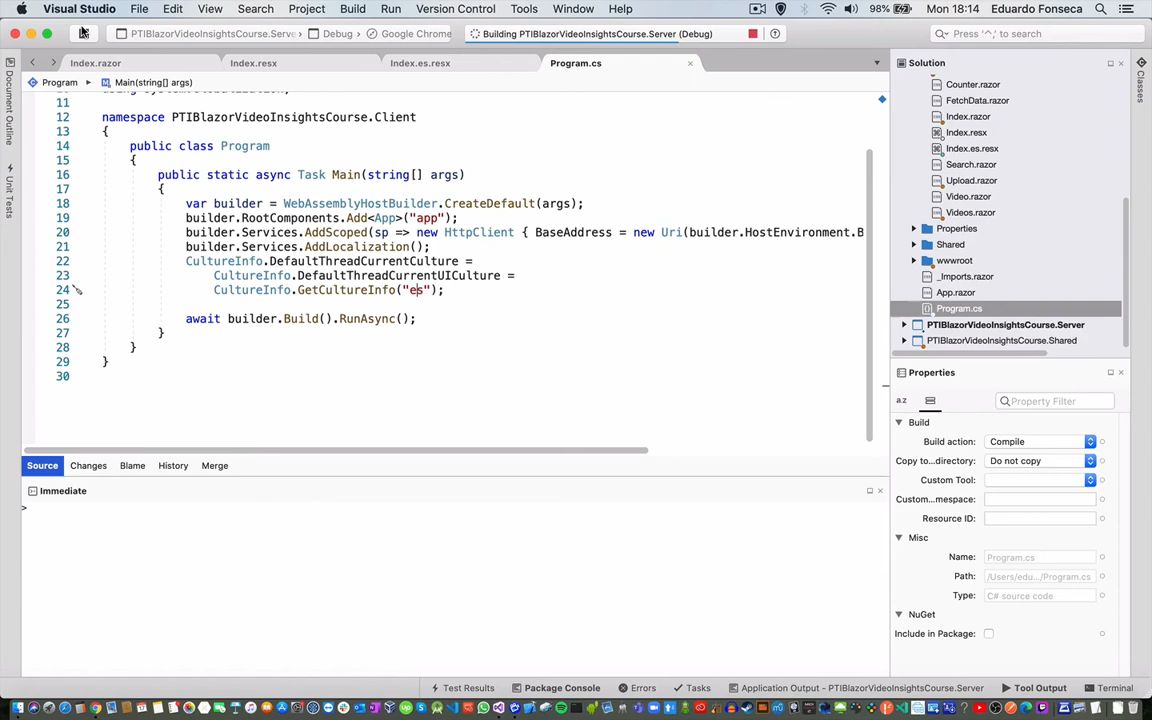 Visual Studio File Edit View Search Project Build Run Version Control Tools Window Help 98% Mon 18:14 Eduardo Fonseca
PTIBlazorVideoInsightsCourse.Serve Debug Google Chrome Building PTIBlazorVideoInsightsCourse.Server (Debug) Press '^,' to search
Index.razor Index.resx Index.es.resx Program.cs
Program Main(string[] args)
Document Outline
Unit Tests
11
12 namespace PTIBlazorVideoInsightsCourse.Client
13 {
14 public class Program
15 {
16 public static async Task Main(string[] args)
17 {
18 var builder = WebAssemblyHostBuilder.CreateDefault(args);
19 builder.RootComponents.Add<App>("app");
20 builder.Services.AddScoped(sp => new HttpClient { BaseAddress = new Uri(builder.HostEnvironment.B
21 builder.Services.AddLocalization();
22 CultureInfo.DefaultThreadCurrentCulture =
23 CultureInfo.DefaultThreadCurrentUICulture =
24 CultureInfo.GetCultureInfo("es");
25
26 await builder.Build().RunAsync();
27 }
28 }
29 }
30
Source Changes Blame History Merge
Immediate
>
Solution
Counter.razor
FetchData.razor
Index.razor
Index.resx
Index.es.resx
Search.razor
Upload.razor
Video.razor
Videos.razor
Properties
Shared
wwwroot
_Imports.razor
App.razor
Program.cs
PTIBlazorVideoInsightsCourse.Server
PTIBlazorVideoInsightsCourse.Shared
Classes
Properties
a.z Property Filter
Build
Build action: Compile
Copy to...directory: Do not copy
Custom Tool:
Custom...mespace:
Resource ID:
Misc
Name: Program.cs
Path: /Users/edu.../Program.cs
Type: C# source code
NuGet
Include in Package:
Test Results Package Console Errors Tasks Application Output - PTIBlazorVideoInsightsCourse.Server Tool Output Terminal